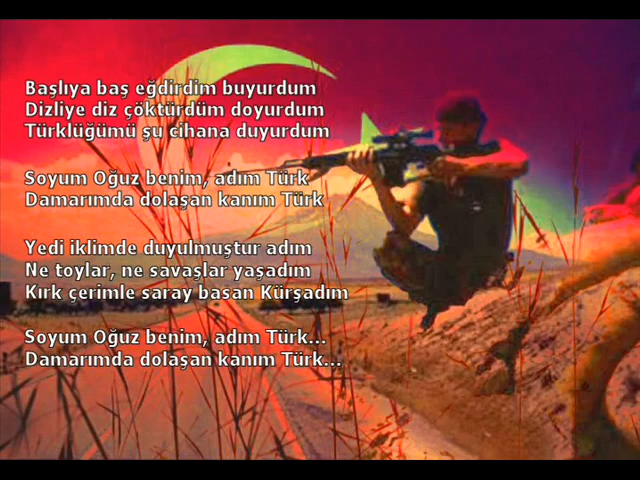 Başlıya baş eğdirdim buyurdum
Dizliye diz çöktürdüm doyurdum
Türklüğümü şu cihana duyurdum
Soyum Oğuz benim, adım Türk
Damarımda dolaşan kanım Türk
Yedi iklimde duyulmuştur adım
Ne toylar, ne savaşlar yaşadım
Kırk çerimle saray basan Kürşadım
Soyum Oğuz benim, adım Türk...
Damarımda dolaşan kanım Türk...